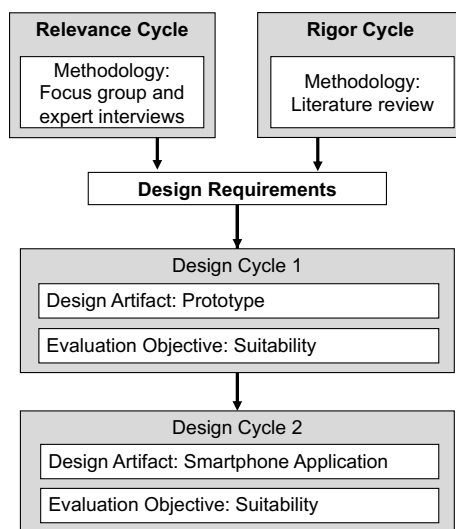 Relevance Cycle
Methodology:
Focus group and
expert interviews
Rigor Cycle
Methodology:
Literature review
Design Requirements
Design Cycle 1
Design Artifact: Prototype
Evaluation Objective: Suitability
Design Cycle 2
Design Artifact: Smartphone Application
Evaluation Objective: Suitability